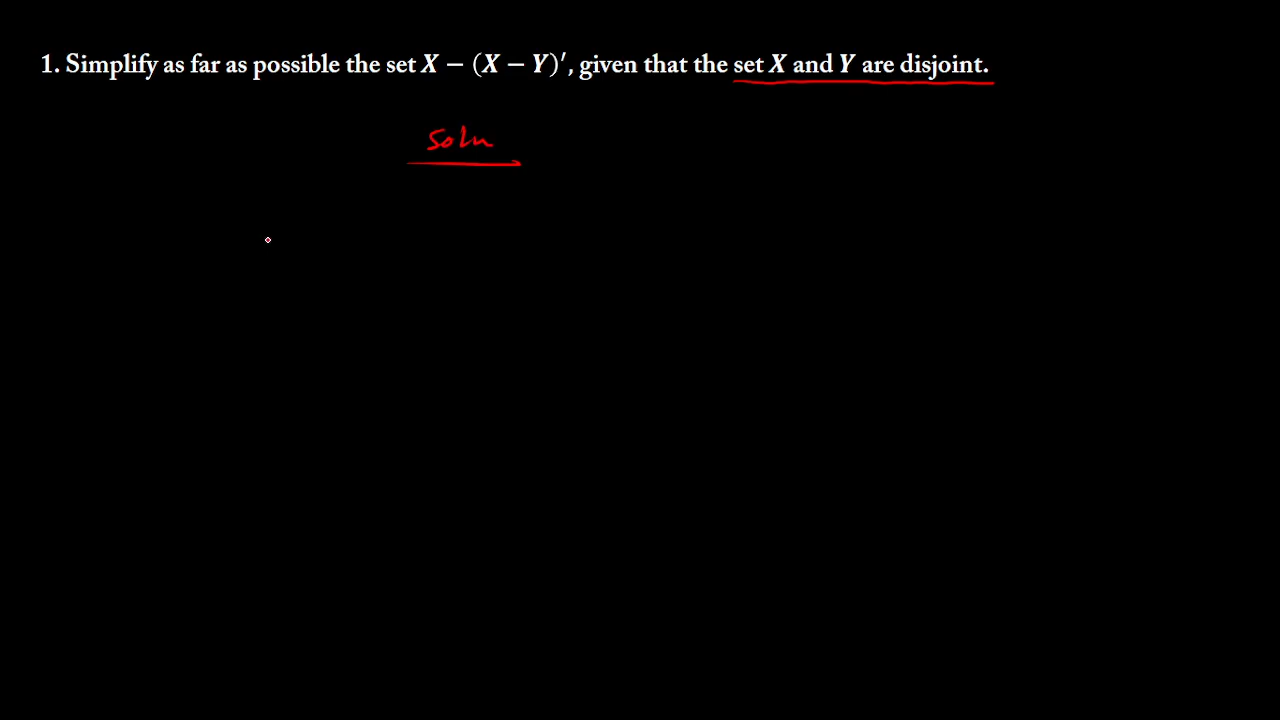 1. Simplify as far as possible the set X − (X − Y)′, given that the set X and Y are disjoint.
Soln